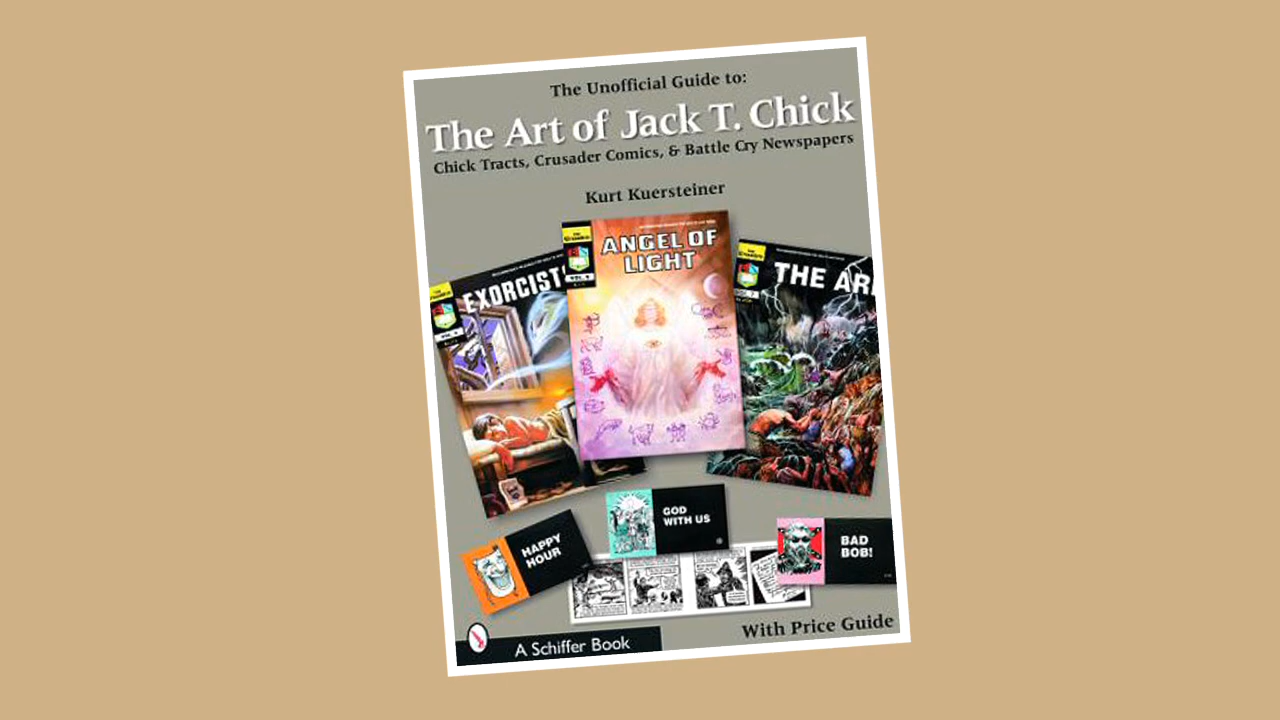 The Unofficial Guide to:
The Art of Jack T. Chick
Chick Tracts, Crusader Comics, & Battle Cry Newspapers
Kurt Kuersteiner
EXORCIST
ANGEL OF
LIGHT
THE AR
HAPPY
HOUR
GOD
WITH US
BAD
BOB!
With Price Guide
A Schiffer Book